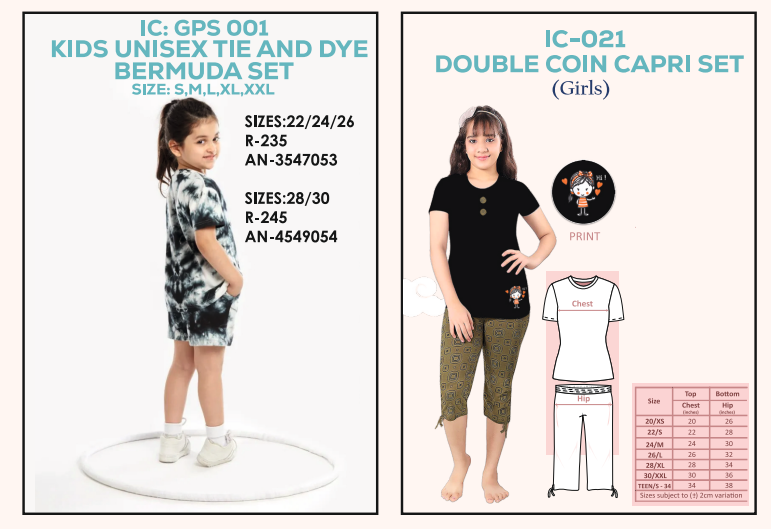 IC: GPS 001
KIDS UNISEX TIE AND DYE
BERMUDA SET
SIZE: S,M,L,XL,XXL
SIZES:22/24/26
R-235
AN-3547053
SIZES:28/30
R-245
AN-4549054
IC-021
DOUBLE COIN CAPRI SET
(Girls)
Hi !
PRINT
Chest
Hip
Size Top Bottom
Chest Hip
(Inches) (Inches)
20/XS 20 26
22/S 22 28
24/M 24 30
26/L 26 32
28/XL 28 34
30/XXL 30 36
TEEN/S - 34 34 38
Sizes subject to (±) 2cm variation